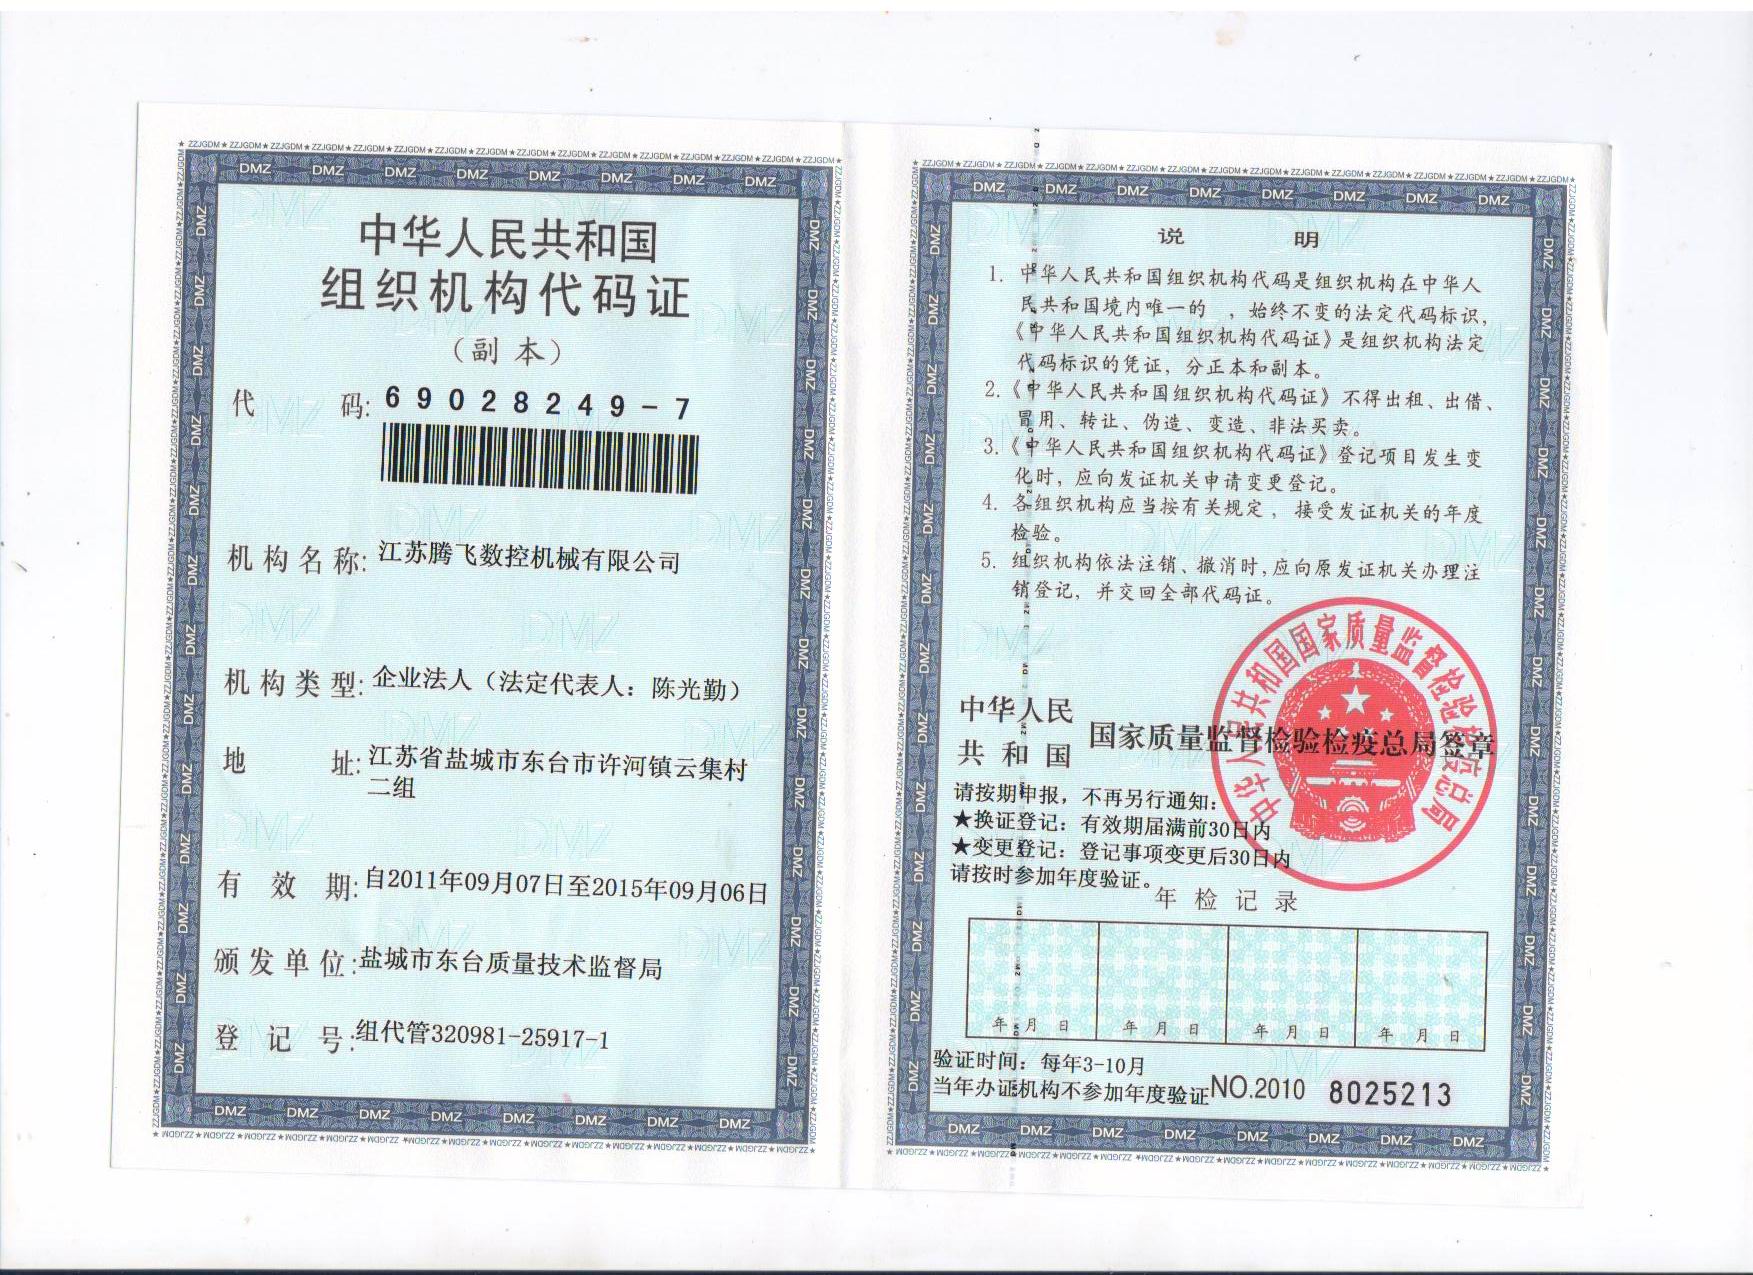 中华人民共和国
组织机构代码证
（副 本）
代 码: 69028249-7
机构名称: 江苏腾飞数控机械有限公司
机构类型: 企业法人（法定代表人：陈光勤）
地 址: 江苏省盐城市东台市许河镇云集村
二组
有 效 期: 自2011年09月07日至2015年09月06日
颁发单位: 盐城市东台质量技术监督局
登 记 号: 组代管320981-25917-1
说 明
1. 中华人民共和国组织机构代码是组织机构在中华人
民共和国境内唯一的 ，始终不变的法定代码标识，
《中华人民共和国组织机构代码证》是组织机构法定
代码标识的凭证，分正本和副本。
2.《中华人民共和国组织机构代码证》不得出租、出借、
冒用、转让、伪造、变造、非法买卖。
3.《中华人民共和国组织机构代码证》登记项目发生变
化时，应向发证机关申请变更登记。
4. 各组织机构应当按有关规定，接受发证机关的年度
检验。
5. 组织机构依法注销、撤消时，应向原发证机关办理注
销登记，并交回全部代码证。
中华人民共和国国家质量监督检验检疫总局
中华人民
共和国 国家质量监督检验检疫总局签章
请按期申报，不再另行通知：
★换证登记：有效期届满前30日内
★变更登记：登记事项变更后30日内
请按时参加年度验证。
年 检 记 录
年 月 日 年 月 日 年 月 日 年 月 日
验证时间：每年3-10月
当年办证机构不参加年度验证 NO.2010 8025213